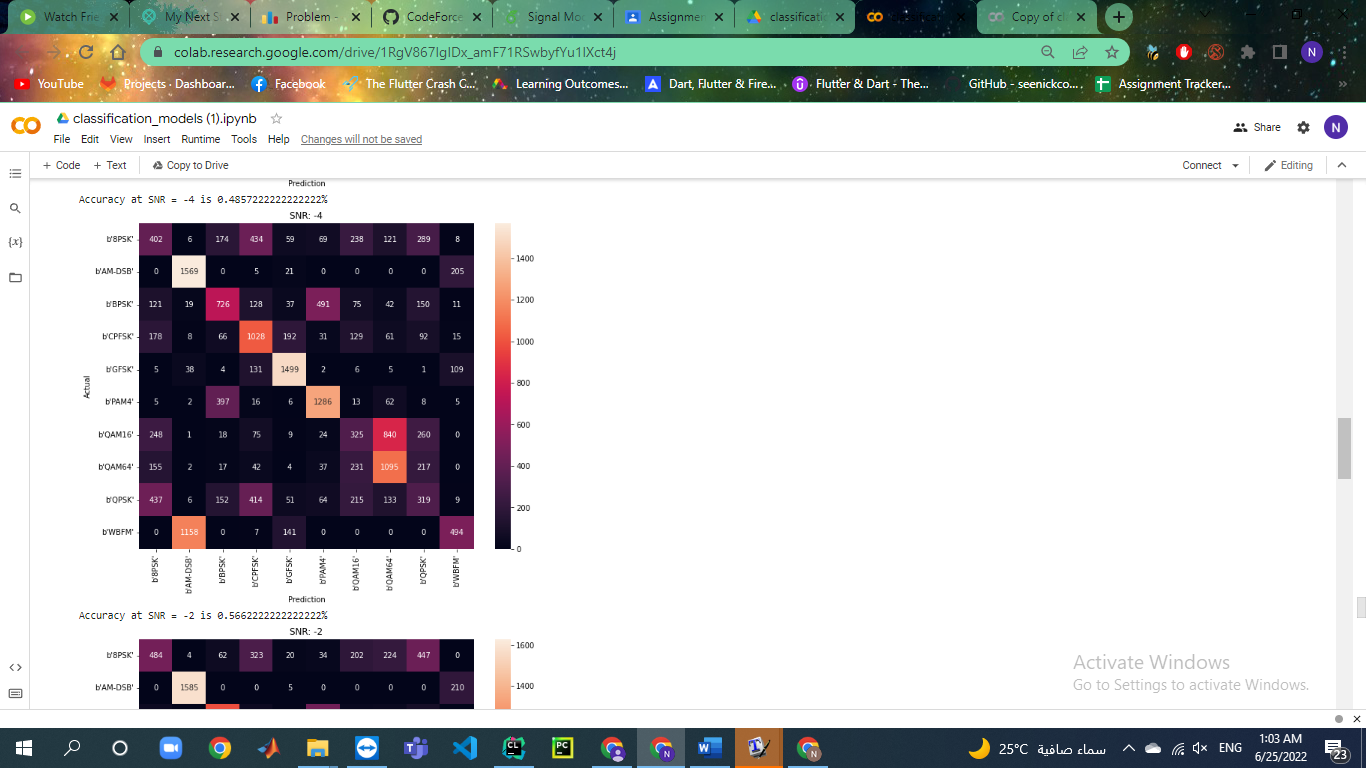 Watch Frie
My Next S
Problem -
CodeForce
Signal Mo
Assignmen
classificatio
Copy of cl
colab.research.google.com/drive/1RgV867IgIDx_amF71RSwbyfYu1IXct4j
N
YouTube
Projects · Dashboar...
Facebook
The Flutter Crash C...
Learning Outcomes...
Dart, Flutter & Fire...
Flutter & Dart - The...
GitHub - seenickco...
Assignment Tracker...
»
classification_models (1).ipynb
File Edit View Insert Runtime Tools Help Changes will not be saved
Share
N
+ Code + Text Copy to Drive
Connect
Editing
Prediction
Accuracy at SNR = -4 is 0.4857222222222222%
SNR: -4
b'8PSK' 402 6 174 434 59 69 238 121 289 8
b'AM-DSB' 0 1569 0 5 21 0 0 0 0 205
b'BPSK' 121 19 726 128 37 491 75 42 150 11
b'CPFSK' 178 8 66 1028 192 31 129 61 92 15
b'GFSK' 5 38 4 131 1499 2 6 5 1 109
b'PAM4' 5 2 397 16 6 1286 13 62 8 5
b'QAM16' 248 1 18 75 9 24 325 840 260 0
b'QAM64' 155 2 17 42 4 37 231 1095 217 0
b'QPSK' 437 6 152 414 51 64 215 133 319 9
b'WBFM' 0 1158 0 7 141 0 0 0 0 494
Actual
b'8PSK' b'AM-DSB' b'BPSK' b'CPFSK' b'GFSK' b'PAM4' b'QAM16' b'QAM64' b'QPSK' b'WBFM'
Prediction
1400
1200
1000
800
600
400
200
0
Accuracy at SNR = -2 is 0.5662222222222222%
SNR: -2
b'8PSK' 484 4 62 323 20 34 202 224 447 0
b'AM-DSB' 0 1585 0 0 5 0 0 0 0 210
1600
1400
Activate Windows
Go to Settings to activate Windows.
25°C سماء صافية
ENG
1:03 AM
6/25/2022
23